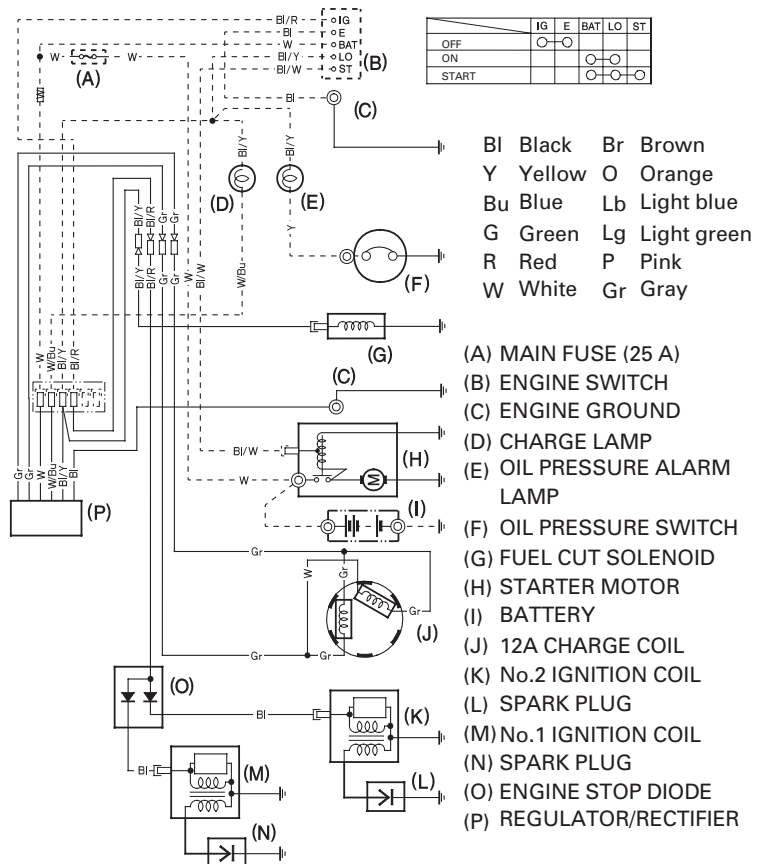 Bl/R IG
Bl E
W BAT
Bl/Y LO
Bl/W ST
(B)
IG E BAT LO ST
OFF
ON
START
W W
(A)
W
Bl
(C)
Bl/Y
Bl/Y
(D)
(E)
Y
(F)
W
Bl/W
W/Bu
Bl/Y
Bl/R
Gr
Gr
Bl/Y
Bl/R
Gr
Gr
(G)
W
W/Bu
Bl/Y
Bl/R
(C)
Bl/W
W
M
(H)
(I)
Gr
Gr
W
W/Bu
Bl/Y
Bl
(P)
Gr
W
Gr
Gr
(J)
Gr Gr
(O)
Bl
(K)
Bl
(M)
(L)
(N)
Bl Black Br Brown
Y Yellow O Orange
Bu Blue Lb Light blue
G Green Lg Light green
R Red P Pink
W White Gr Gray
(A) MAIN FUSE (25 A)
(B) ENGINE SWITCH
(C) ENGINE GROUND
(D) CHARGE LAMP
(E) OIL PRESSURE ALARM
LAMP
(F) OIL PRESSURE SWITCH
(G) FUEL CUT SOLENOID
(H) STARTER MOTOR
(I) BATTERY
(J) 12A CHARGE COIL
(K) No.2 IGNITION COIL
(L) SPARK PLUG
(M) No.1 IGNITION COIL
(N) SPARK PLUG
(O) ENGINE STOP DIODE
(P) REGULATOR/RECTIFIER